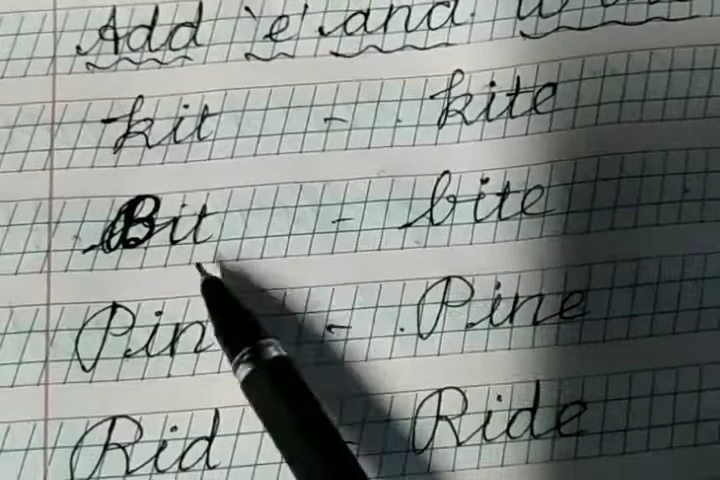 Add 'e' and
kit - kite
Bit - bite
Pin - Pine
Rid - Ride